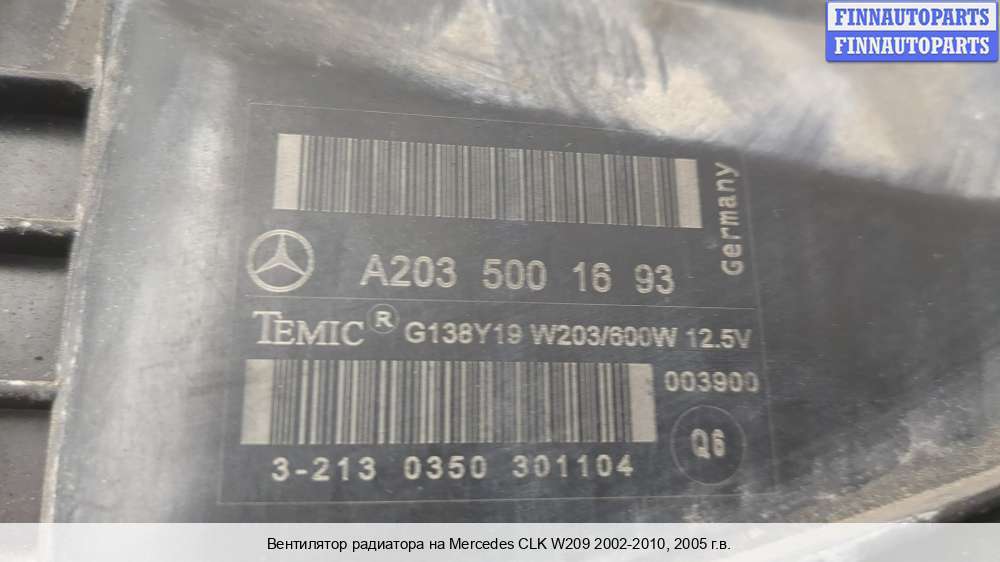 FINNAUTOPARTS
FINNAUTOPARTS
Germany
A203 500 16 93
TEMIC® G138Y19 W203/600W 12.5V
003900
Q6
3-213 0350 301104
Вентилятор радиатора на Mercedes CLK W209 2002-2010, 2005 г.в.